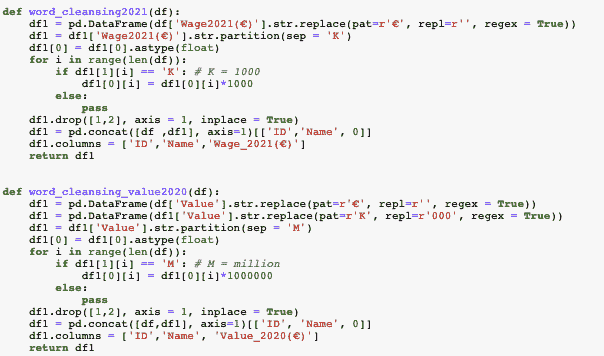 def word_cleansing2021(df):
    df1 = pd.DataFrame(df['Wage2021(€)'].str.replace(pat=r'€', repl=r'', regex = True))
    df1 = df1['Wage2021(€)'].str.partition(sep = 'K')
    df1[0] = df1[0].astype(float)
    for i in range(len(df)):
        if df1[1][i] == 'K': # K = 1000
            df1[0][i] = df1[0][i]*1000
        else:
            pass
    df1.drop([1,2], axis = 1, inplace = True)
    df1 = pd.concat([df ,df1], axis=1)[['ID','Name', 0]]
    df1.columns = ['ID','Name','Wage_2021(€)']
    return df1
def word_cleansing_value2020(df):
    df1 = pd.DataFrame(df['Value'].str.replace(pat=r'€', repl=r'', regex = True))
    df1 = pd.DataFrame(df1['Value'].str.replace(pat=r'K', repl=r'000', regex = True))
    df1 = df1['Value'].str.partition(sep = 'M')
    df1[0] = df1[0].astype(float)
    for i in range(len(df)):
        if df1[1][i] == 'M': # M = million
            df1[0][i] = df1[0][i]*1000000
        else:
            pass
    df1.drop([1,2], axis = 1, inplace = True)
    df1 = pd.concat([df,df1], axis=1)[['ID', 'Name', 0]]
    df1.columns = ['ID','Name', 'Value_2020(€)']
    return df1